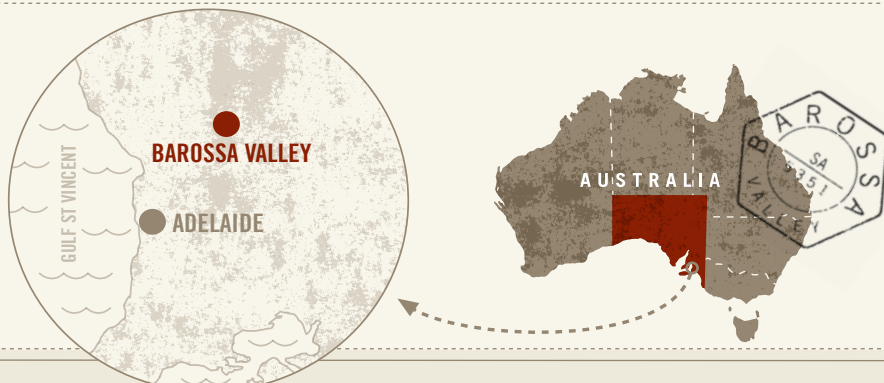 BAROSSA VALLEY
GULF ST VINCENT
ADELAIDE
AUSTRALIA
BAROSSA
SA
5351
VALLEY